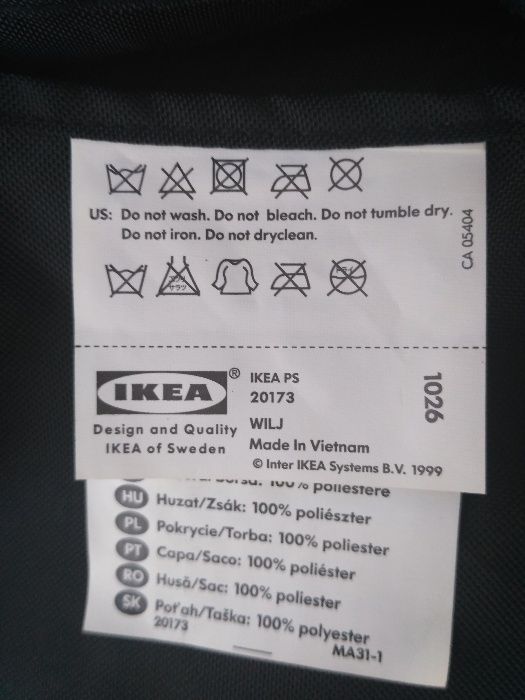 US: Do not wash. Do not bleach. Do not tumble dry.
Do not iron. Do not dryclean.
CA 05404
ドライ
IKEA®
Design and Quality
IKEA of Sweden
IKEA PS
20173
WILJ
Made In Vietnam
© Inter IKEA Systems B.V. 1999
1026
100% poliestere
HU Huzat/Zsák: 100% poliészter
PL Pokrycie/Torba: 100% poliester
PT Capa/Saco: 100% poliéster
RO Husă/Sac: 100% poliester
SK Poťah/Taška: 100% polyester
20173
MA31-1